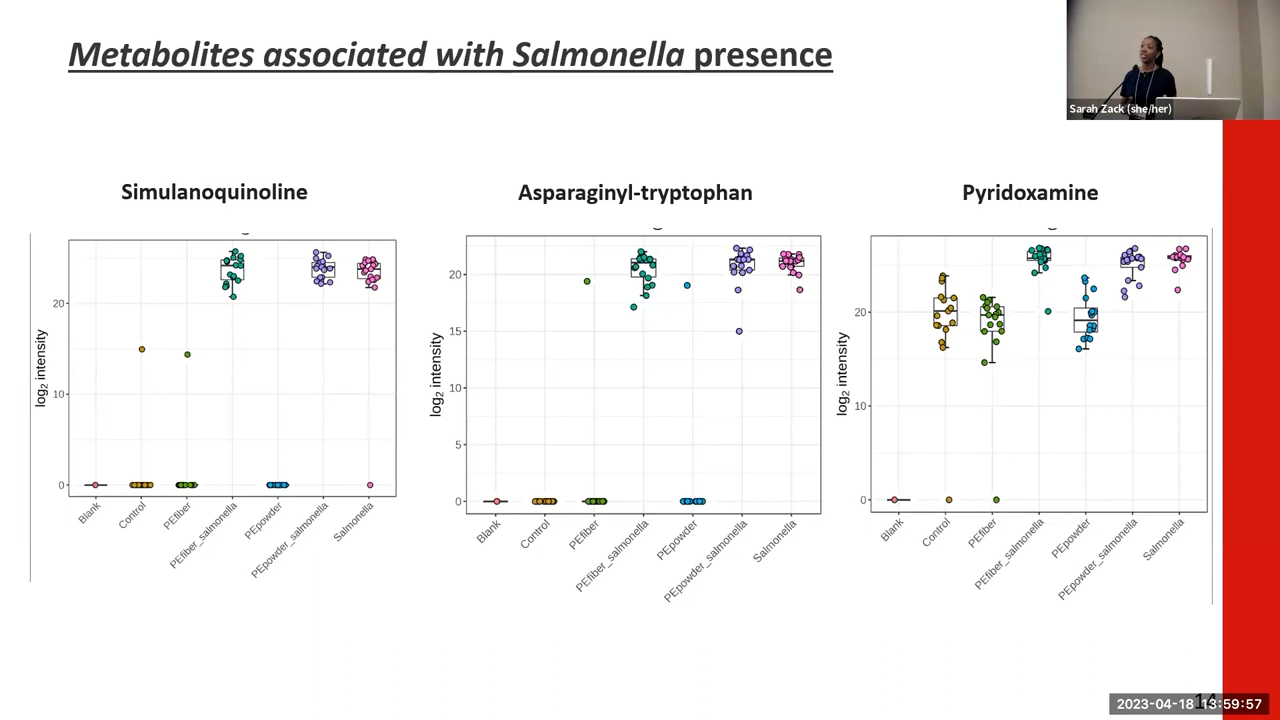 Metabolites associated with Salmonella presence
Sarah Zack (she/her)
Simulanoquinoline
Asparaginyl-tryptophan
Pyridoxamine
log2 intensity
20
10
0
Blank
Control
PEfiber
PEfiber_salmonella
PEpowder
PEpowder_salmonella
Salmonella
log2 intensity
20
15
10
5
0
Blank
Control
PEfiber
PEfiber_salmonella
PEpowder
PEpowder_salmonella
Salmonella
log2 intensity
20
10
0
Blank
Control
PEfiber
PEfiber_salmonella
PEpowder
PEpowder_salmonella
Salmonella
14
2023-04-18 13:59:57